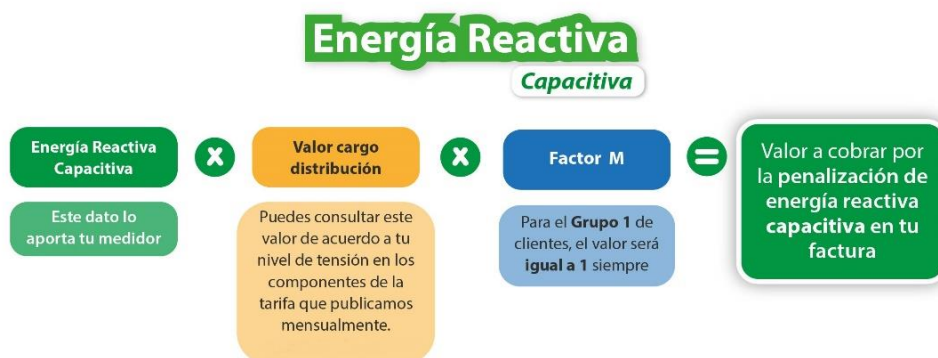 Energía Reactiva
Capacitiva
Energía Reactiva
Capacitiva
x
Valor cargo
distribución
x
Factor M
=
Valor a cobrar por
la penalización de
energía reactiva
capacitiva en tu
factura
Este dato lo
aporta tu medidor
Puedes consultar este
valor de acuerdo a tu
nivel de tensión en los
componentes de la
tarifa que publicamos
mensualmente.
Para el Grupo 1 de
clientes, el valor será
igual a 1 siempre